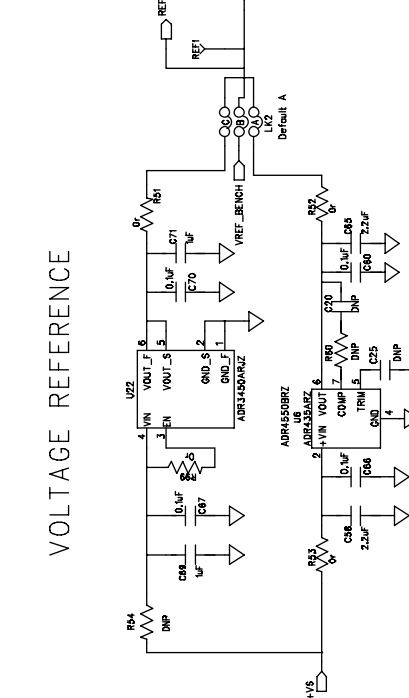 VOLTAGE REFERENCE
REF
REF1
C
B
A
LK2
Default A
VREF_BENCH
R51
0r
C71
1uF
0.1uF
C70
U22
6
VOUT_F
5
VOUT_S
2
GND_S
1
GND_F
4
VIN
3
EN
ADR3450ARJZ
R99
0r
0.1uF
C67
C69
1uF
R54
DNP
R52
0r
C65
2.2uF
0.1uF
C60
C20
DNP
R60
DNP
C25
DNP
ADR4550BRZ
U6
ADR435ARZ
6
VOUT
7
COMP
5
TRIM
4
GND
2
+VIN
0.1uF
C66
C58
2.2uF
R53
0r
+VS